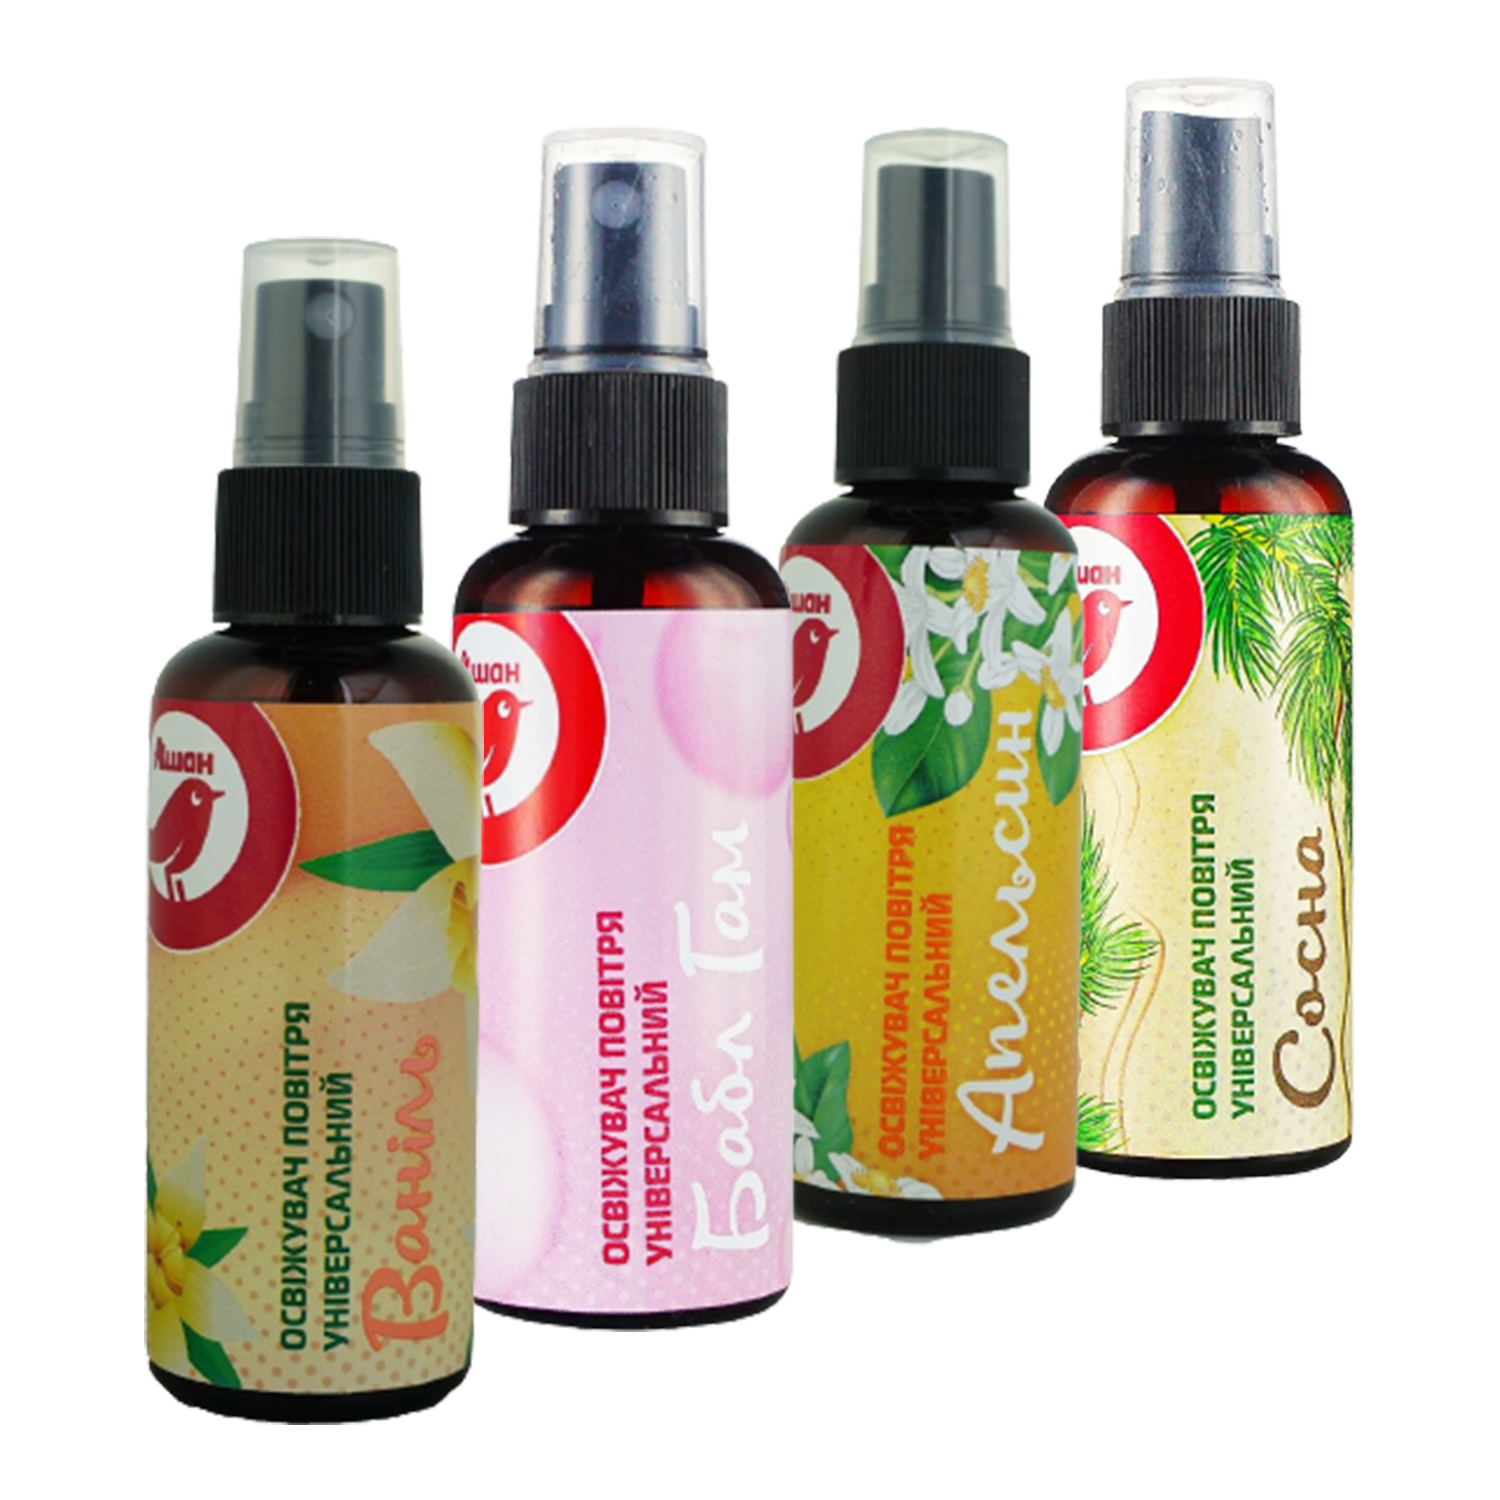 Ашан
ОСВІЖУВАЧ ПОВІТРЯ
УНІВЕРСАЛЬНИЙ
Ваніль
Ашан
ОСВІЖУВАЧ ПОВІТРЯ
УНІВЕРСАЛЬНИЙ
Бабл Гам
Ашан
ОСВІЖУВАЧ ПОВІТРЯ
УНІВЕРСАЛЬНИЙ
Апельсин
шан
ОСВІЖУВАЧ ПОВІТРЯ
УНІВЕРСАЛЬНИЙ
Сосна